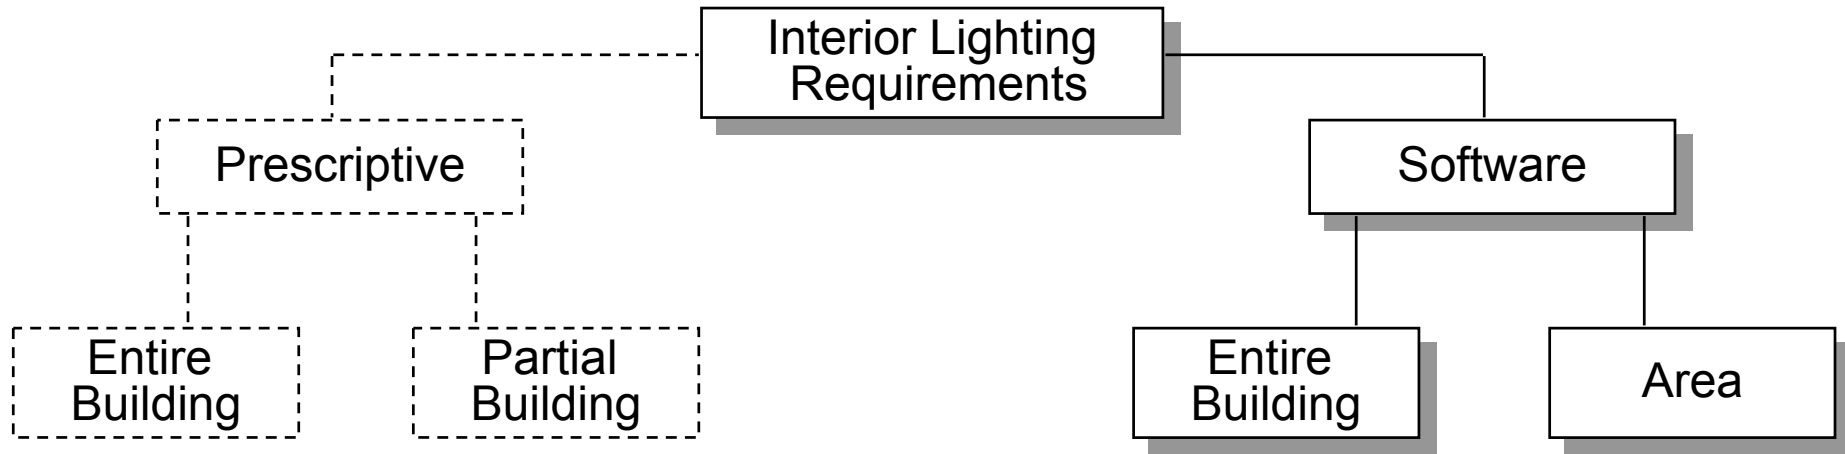 Interior Lighting
Requirements
Prescriptive
Software
Entire
Building
Partial
Building
Entire
Building
Area